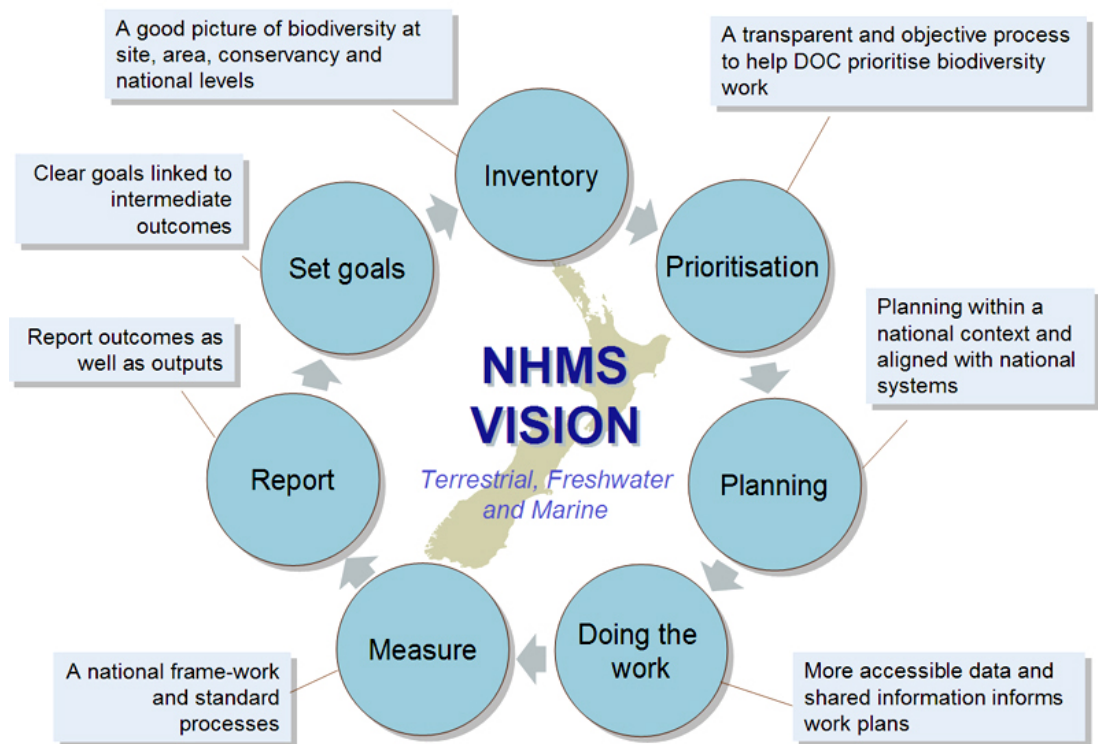 A good picture of biodiversity at
site, area, conservancy and
national levels
A transparent and objective process
to help DOC prioritise biodiversity
work
Inventory
Clear goals linked to
intermediate
outcomes
Set goals
Prioritisation
Planning within a
national context and
aligned with national
systems
Report outcomes as
well as outputs
NHMS
VISION
Terrestrial, Freshwater
and Marine
Report
Planning
Measure
Doing the
work
A national frame-work
and standard
processes
More accessible data and
shared information informs
work plans